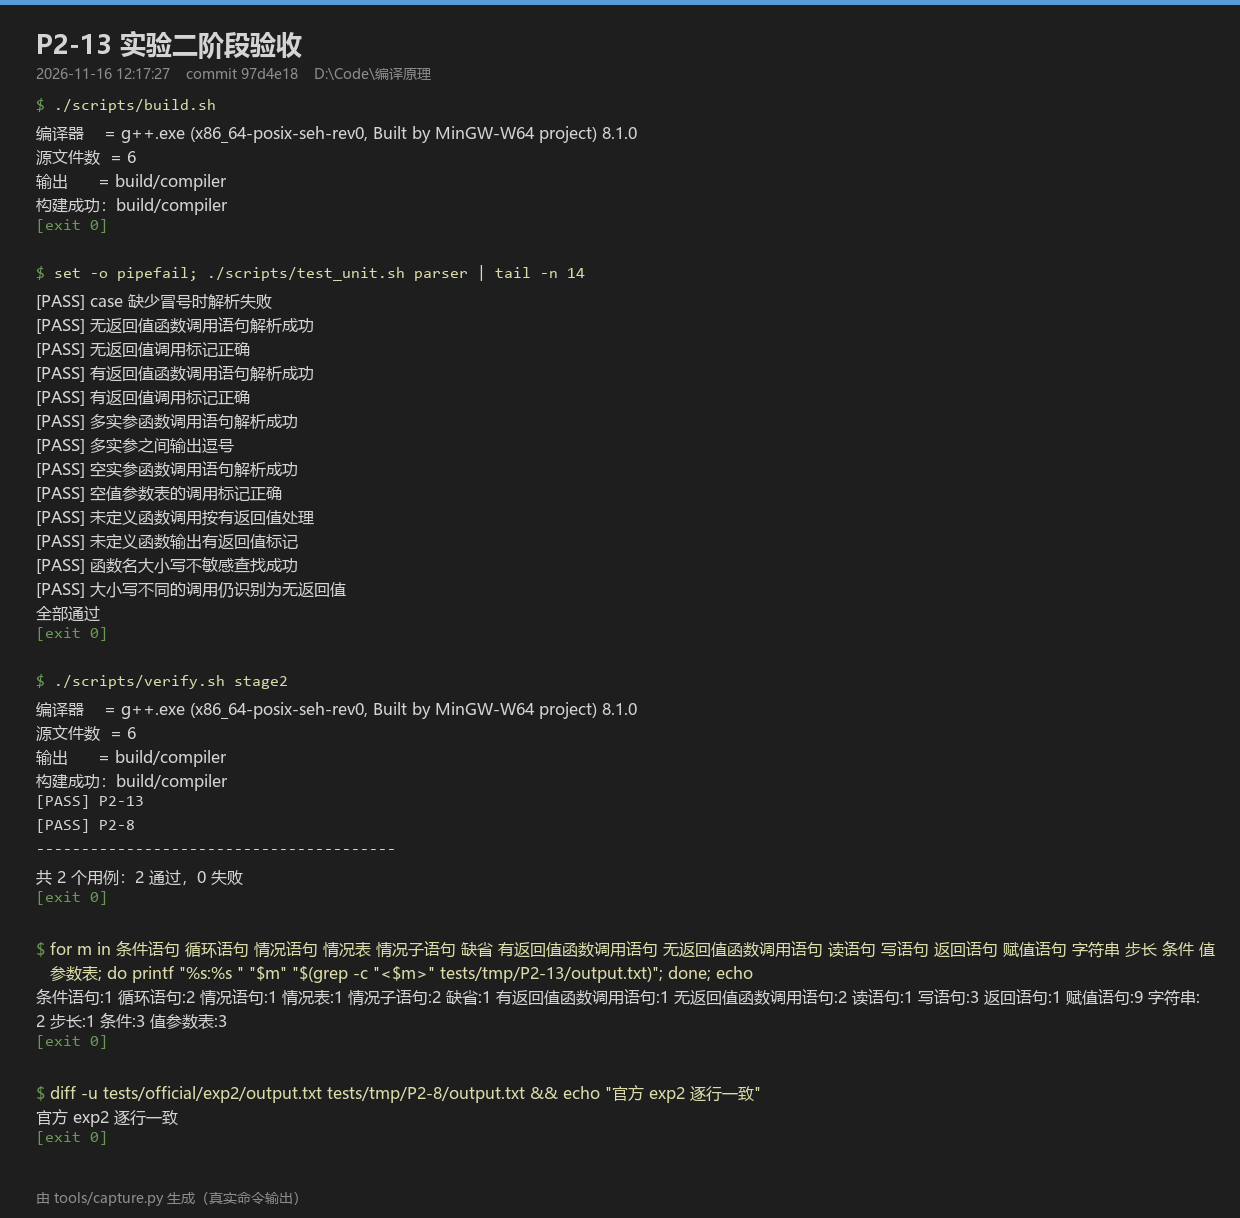 P2-13 实验二阶段验收
2026-11-16 12:17:27 commit 97d4e18 D:\Code\编译原理
$ ./scripts/build.sh
编译器 = g++.exe (x86_64-posix-seh-rev0, Built by MinGW-W64 project) 8.1.0
源文件数 = 6
输出 = build/compiler
构建成功：build/compiler
[exit 0]
$ set -o pipefail; ./scripts/test_unit.sh parser | tail -n 14
[PASS] case 缺少冒号时解析失败
[PASS] 无返回值函数调用语句解析成功
[PASS] 无返回值调用标记正确
[PASS] 有返回值函数调用语句解析成功
[PASS] 有返回值调用标记正确
[PASS] 多实参函数调用语句解析成功
[PASS] 多实参之间输出逗号
[PASS] 空实参函数调用语句解析成功
[PASS] 空值参数表的调用标记正确
[PASS] 未定义函数调用按有返回值处理
[PASS] 未定义函数输出有返回值标记
[PASS] 函数名大小写不敏感查找成功
[PASS] 大小写不同的调用仍识别为无返回值
全部通过
[exit 0]
$ ./scripts/verify.sh stage2
编译器 = g++.exe (x86_64-posix-seh-rev0, Built by MinGW-W64 project) 8.1.0
源文件数 = 6
输出 = build/compiler
构建成功：build/compiler
[PASS] P2-13
[PASS] P2-8
----------------------------------------
共 2 个用例：2 通过，0 失败
[exit 0]
$ for m in 条件语句 循环语句 情况语句 情况表 情况子语句 缺省 有返回值函数调用语句 无返回值函数调用语句 读语句 写语句 返回语句 赋值语句 字符串 步长 条件 值
参数表; do printf "%s:%s " "$m" "$(grep -c "<$m>" tests/tmp/P2-13/output.txt)"; done; echo
条件语句:1 循环语句:2 情况语句:1 情况表:1 情况子语句:2 缺省:1 有返回值函数调用语句:1 无返回值函数调用语句:2 读语句:1 写语句:3 返回语句:1 赋值语句:9 字符串:
2 步长:1 条件:3 值参数表:3
[exit 0]
$ diff -u tests/official/exp2/output.txt tests/tmp/P2-8/output.txt && echo "官方 exp2 逐行一致"
官方 exp2 逐行一致
[exit 0]
由 tools/capture.py 生成（真实命令输出）